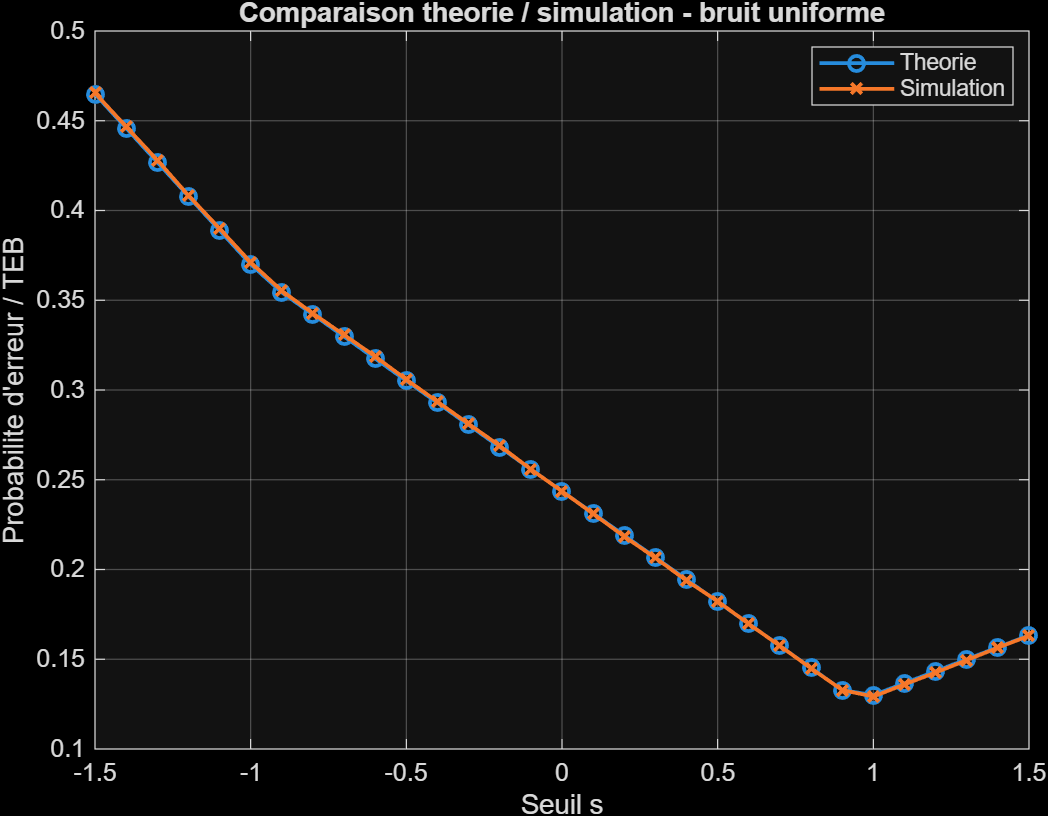 Comparaison theorie / simulation - bruit uniforme
Theorie
Simulation
Probabilite d'erreur / TEB
0.5
0.45
0.4
0.35
0.3
0.25
0.2
0.15
0.1
-1.5 -1 -0.5 0 0.5 1 1.5
Seuil s